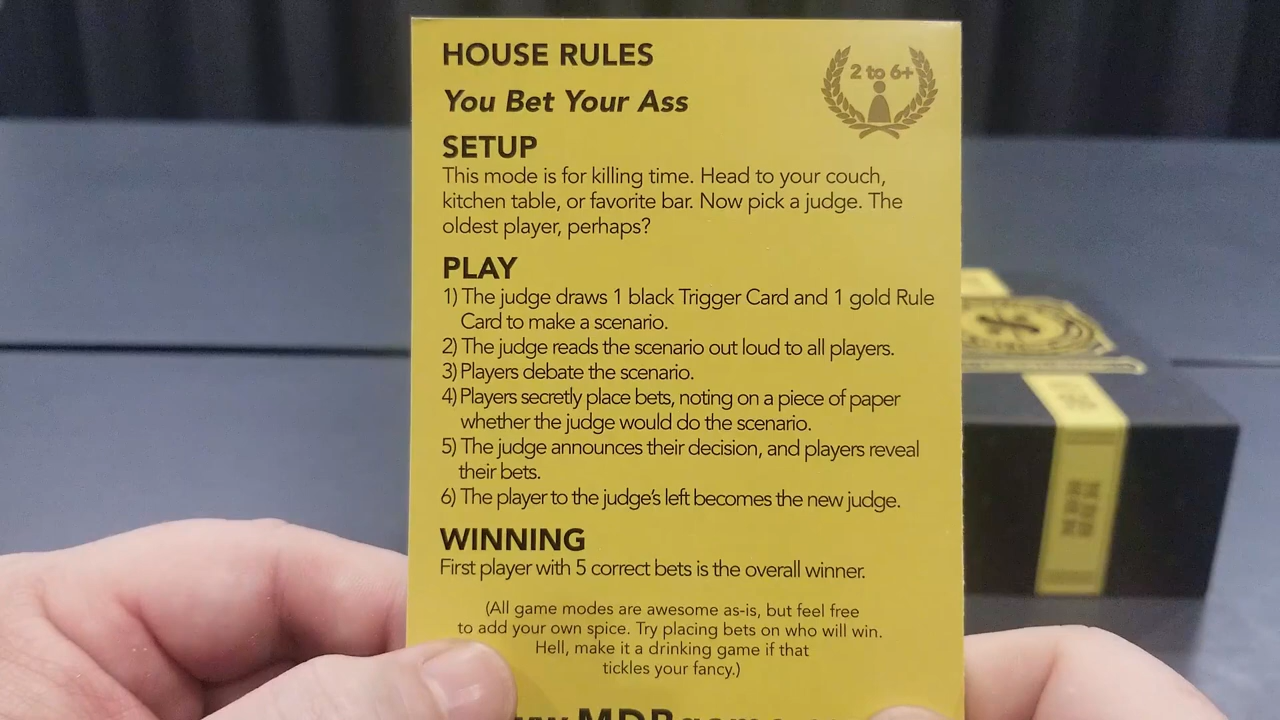 HOUSE RULES
2 to 6+
You Bet Your Ass
SETUP
This mode is for killing time. Head to your couch,
kitchen table, or favorite bar. Now pick a judge. The
oldest player, perhaps?
PLAY
1) The judge draws 1 black Trigger Card and 1 gold Rule
Card to make a scenario.
2) The judge reads the scenario out loud to all players.
3) Players debate the scenario.
4) Players secretly place bets, noting on a piece of paper
whether the judge would do the scenario.
5) The judge announces their decision, and players reveal
their bets.
6) The player to the judge's left becomes the new judge.
WINNING
First player with 5 correct bets is the overall winner.
(All game modes are awesome as-is, but feel free
to add your own spice. Try placing bets on who will win.
Hell, make it a drinking game if that
tickles your fancy.)